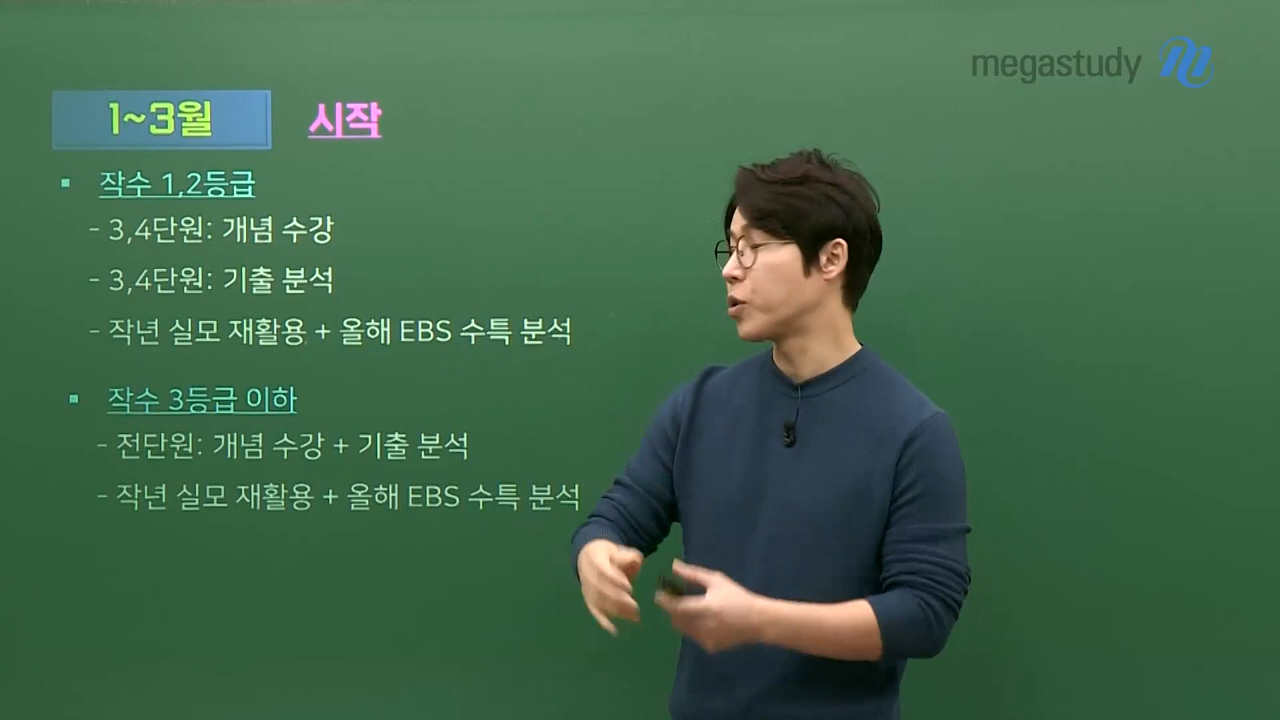 megastudy
1~3월 시작
▪ 작수 1,2등급
- 3,4단원: 개념 수강
- 3,4단원: 기출 분석
- 작년 실모 재활용 + 올해 EBS 수특 분석
▪ 작수 3등급 이하
- 전단원: 개념 수강 + 기출 분석
- 작년 실모 재활용 + 올해 EBS 수특 분석